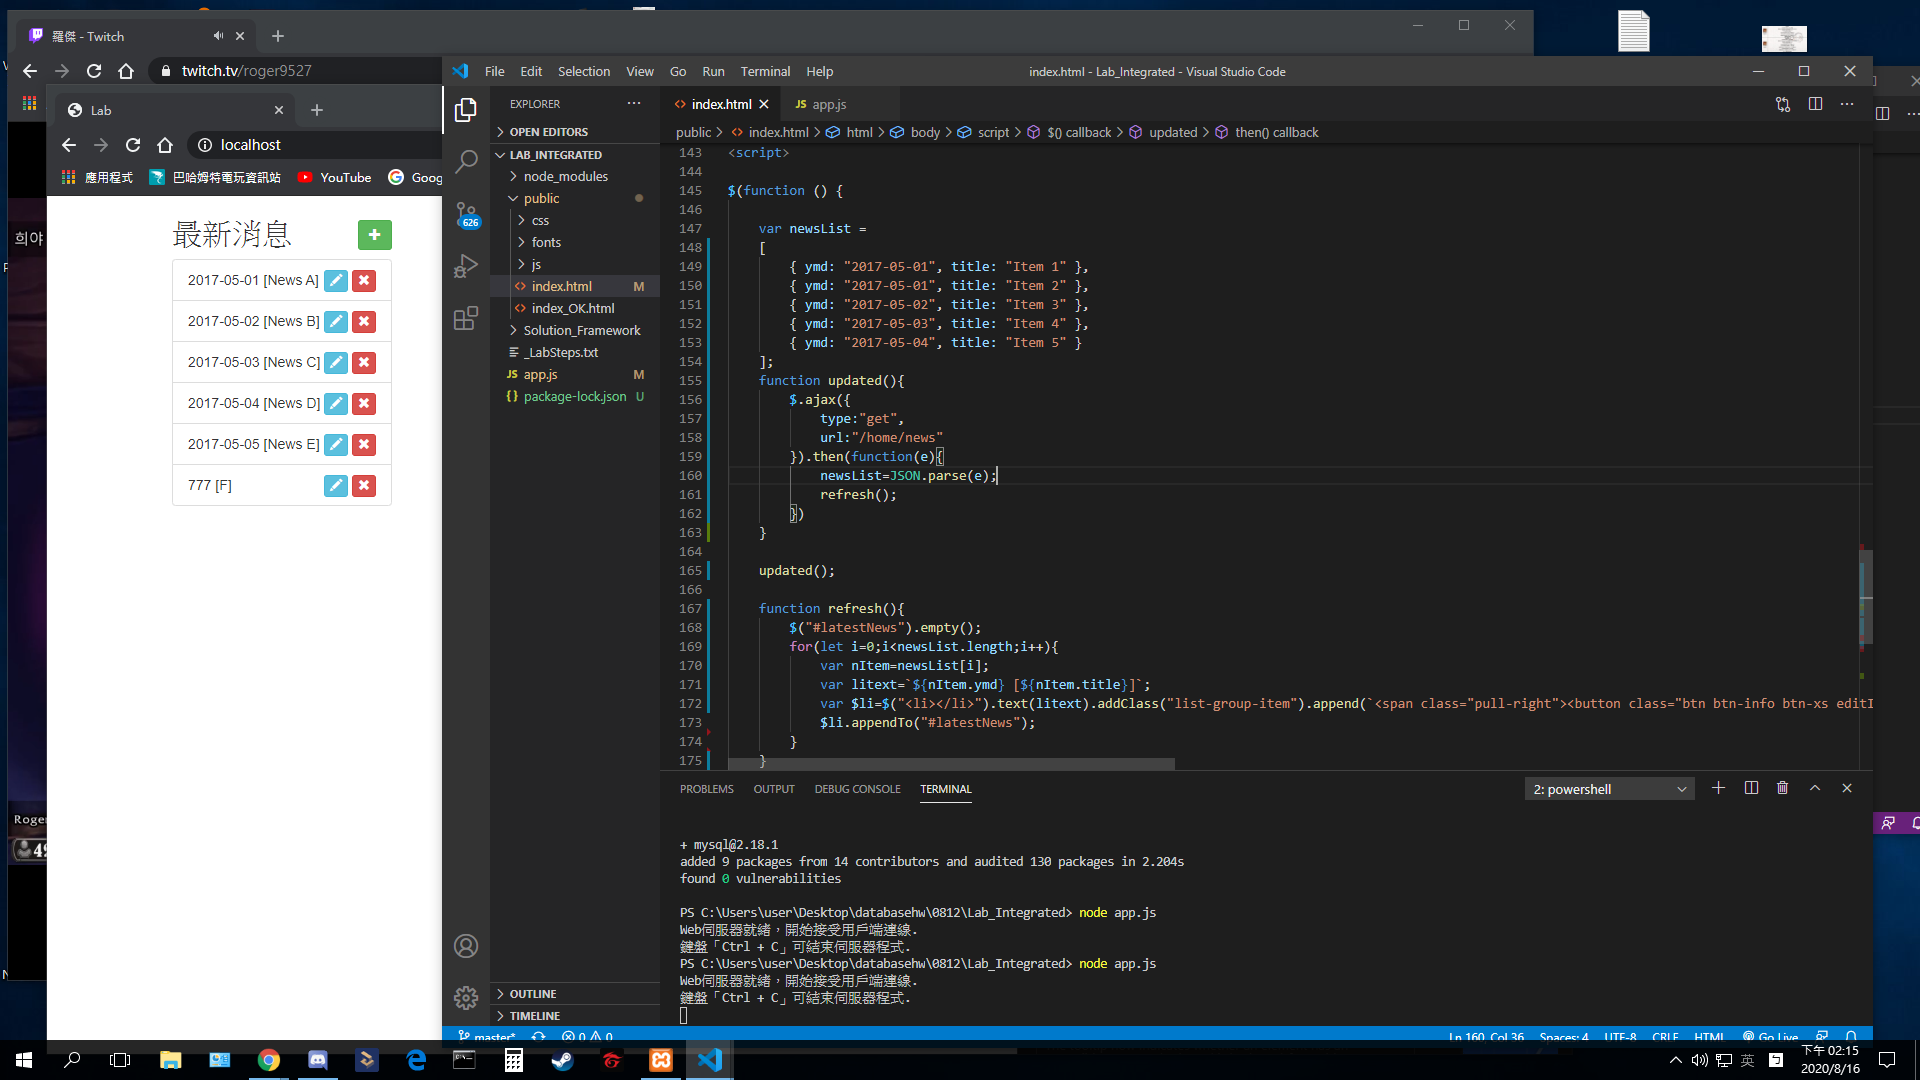 羅傑 - Twitch
twitch.tv/roger9527
Lab
localhost
應用程式
巴哈姆特電玩資訊站
YouTube
Goog
最新消息
2017-05-01 [News A]
2017-05-02 [News B]
2017-05-03 [News C]
2017-05-04 [News D]
2017-05-05 [News E]
777 [F]
희야
Roger
File Edit Selection View Go Run Terminal Help
index.html - Lab_Integrated - Visual Studio Code
EXPLORER
OPEN EDITORS
LAB_INTEGRATED
node_modules
public
css
fonts
js
index.html M
index_OK.html
Solution_Framework
_LabSteps.txt
JS app.js M
{} package-lock.json U
OUTLINE
TIMELINE
626
index.html
JS app.js
public > index.html > html > body > script > $() callback > updated > then() callback
143 <script>
144
145 $(function () {
146
147 var newsList =
148 [
149 { ymd: "2017-05-01", title: "Item 1" },
150 { ymd: "2017-05-01", title: "Item 2" },
151 { ymd: "2017-05-02", title: "Item 3" },
152 { ymd: "2017-05-03", title: "Item 4" },
153 { ymd: "2017-05-04", title: "Item 5" }
154 ];
155 function updated(){
156 $.ajax({
157 type:"get",
158 url:"/home/news"
159 }).then(function(e){
160 newsList=JSON.parse(e);
161 refresh();
162 })
163 }
164
165 updated();
166
167 function refresh(){
168 $("#latestNews").empty();
169 for(let i=0;i<newsList.length;i++){
170 var nItem=newsList[i];
171 var litext=`${nItem.ymd} [${nItem.title}]`;
172 var $li=$("<li></li>").text(litext).addClass("list-group-item").append(`<span class="pull-right"><button class="btn btn-info btn-xs editI
173 $li.appendTo("#latestNews");
174 }
175 }
PROBLEMS OUTPUT DEBUG CONSOLE TERMINAL
2: powershell
+ mysql@2.18.1
added 9 packages from 14 contributors and audited 130 packages in 2.204s
found 0 vulnerabilities
PS C:\Users\user\Desktop\databasehw\0812\Lab_Integrated> node app.js
Web伺服器就緒，開始接受用戶端連線.
鍵盤「Ctrl + C」可結束伺服器程式.
PS C:\Users\user\Desktop\databasehw\0812\Lab_Integrated> node app.js
Web伺服器就緒，開始接受用戶端連線.
鍵盤「Ctrl + C」可結束伺服器程式.
master* 0 0
Ln 160, Col 36 Spaces: 4 UTF-8 CRLF HTML Go Live
英
下午 02:15
2020/8/16